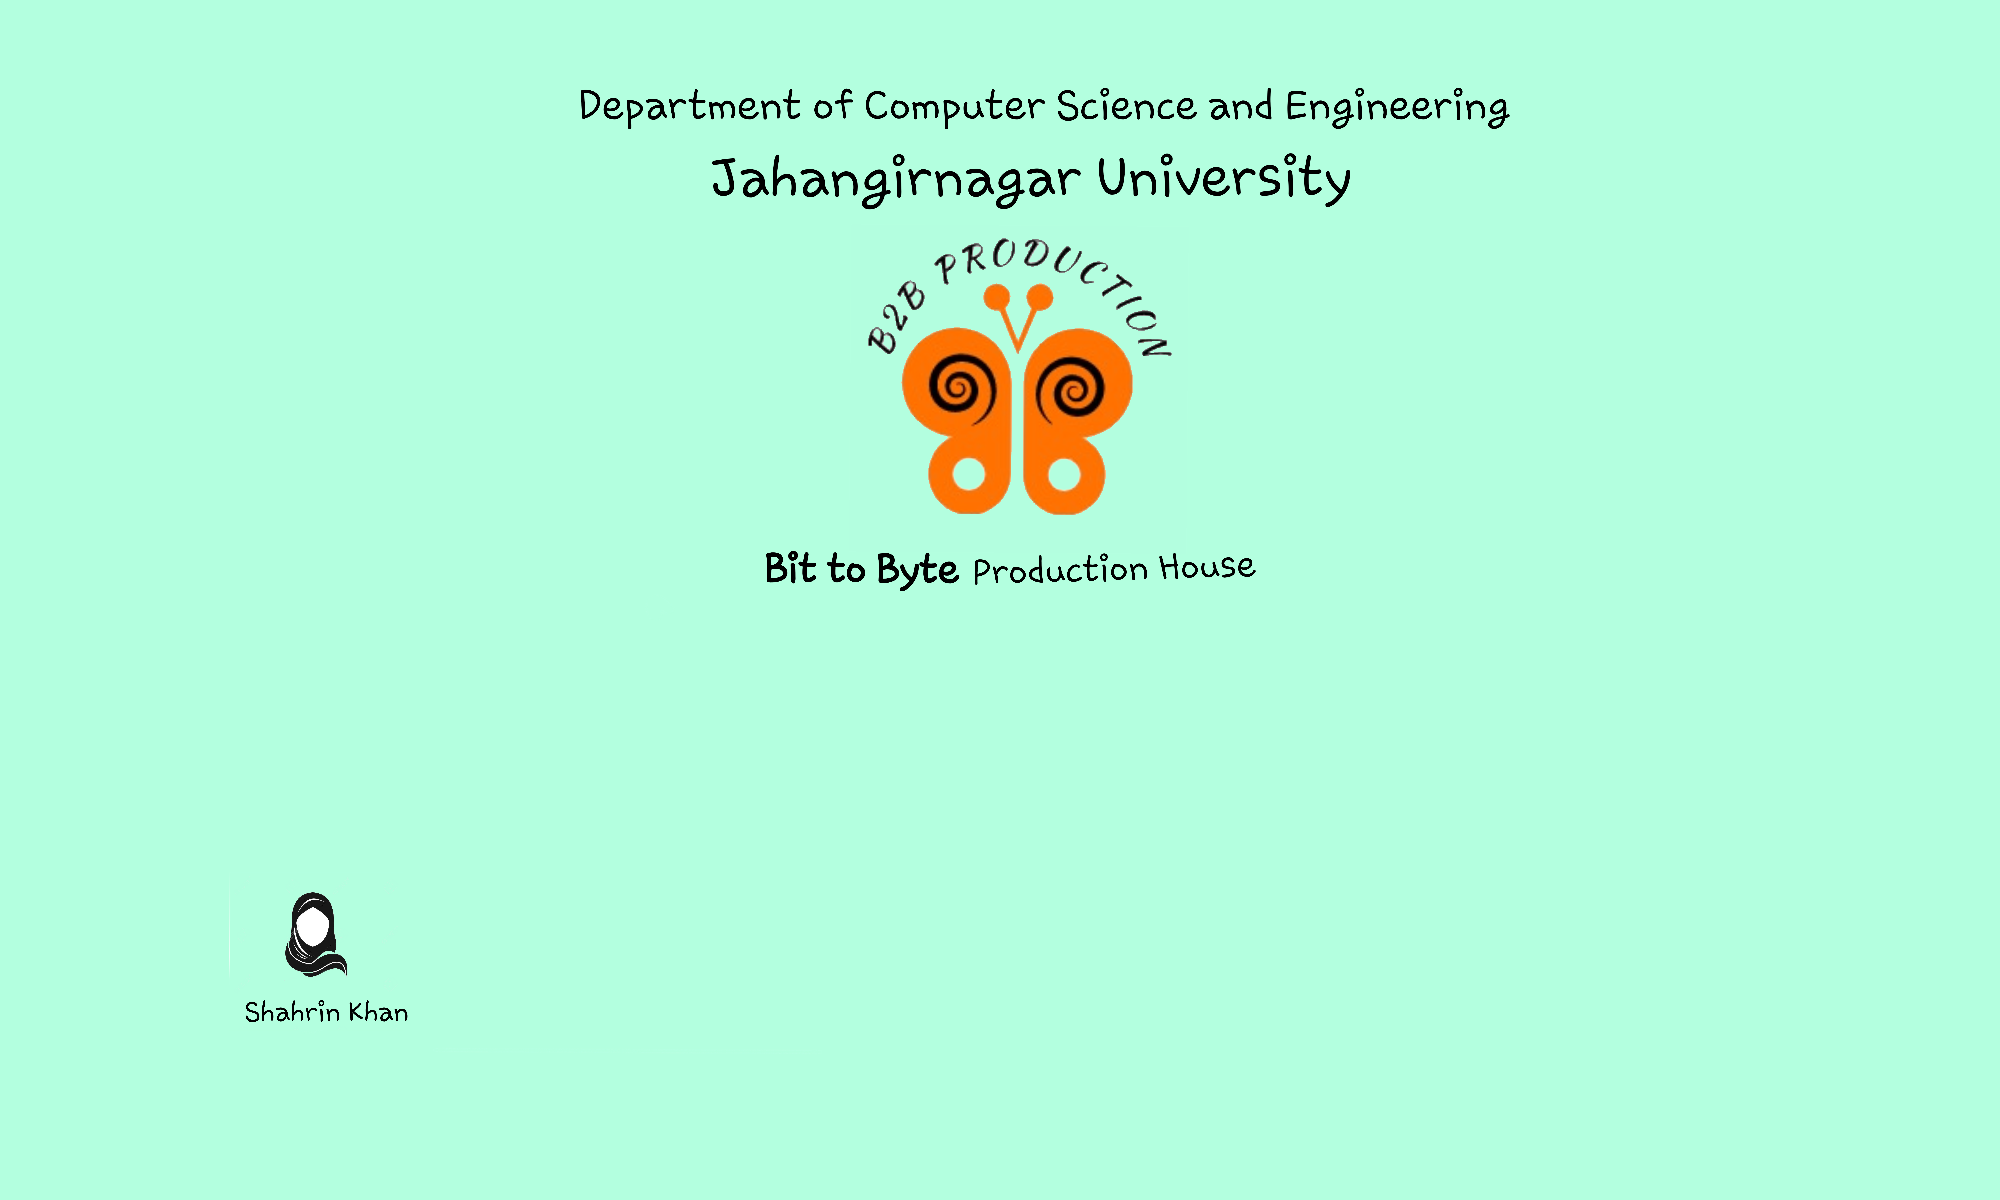 Department of Computer Science and Engineering
Jahangirnagar University
B2B PRODUCTION
Bit to Byte Production House
Shahrin Khan